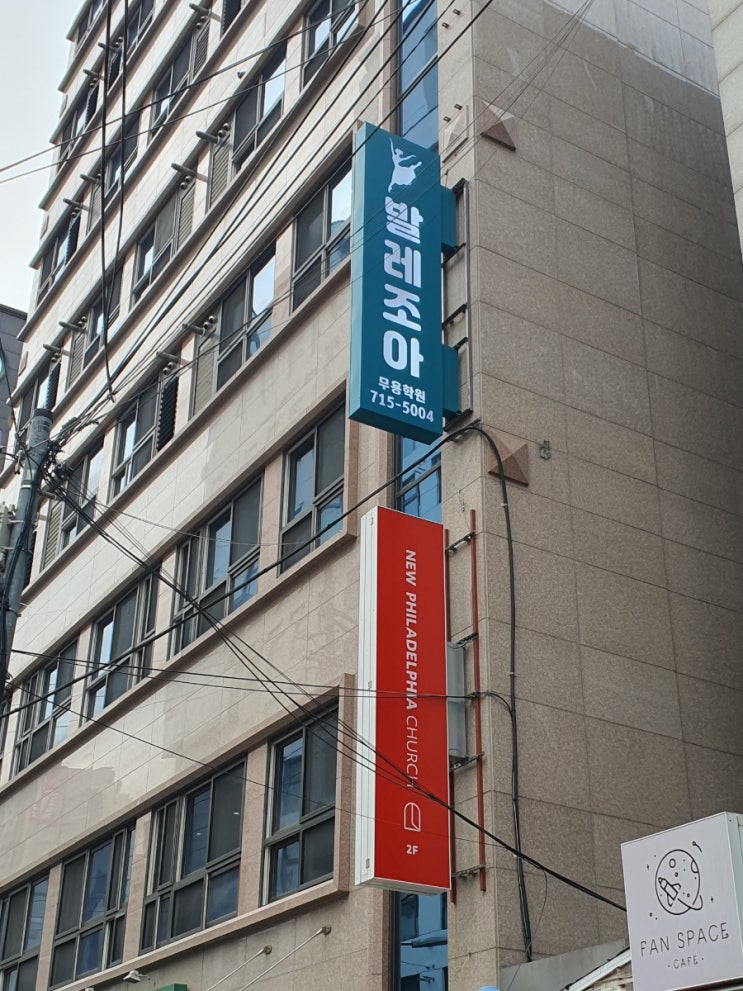 발레조아
무용학원
715-5004
NEW PHILADELPHIA CHURCH
2F
FAN SPACE
- CAFE -